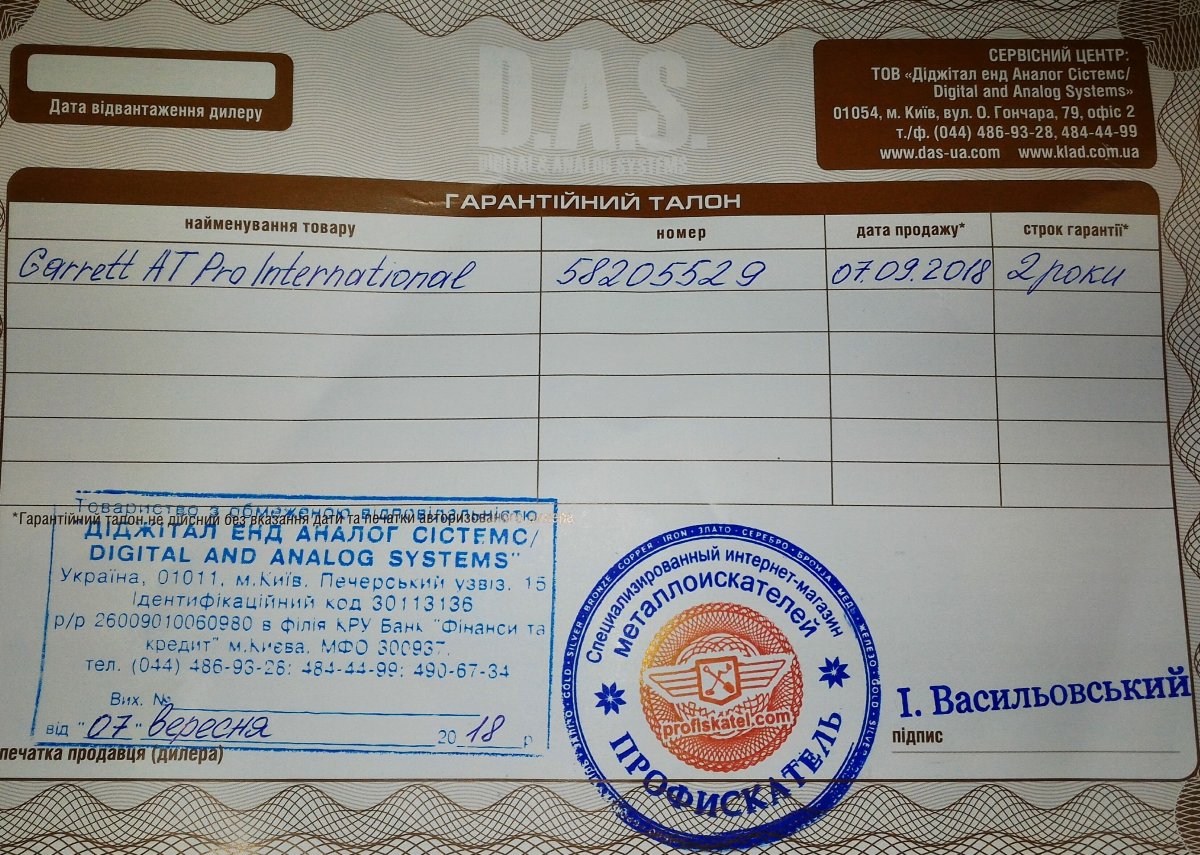 Дата відвантаження дилеру
D.A.S.
DIGITAL & ANALOG SYSTEMS
СЕРВІСНИЙ ЦЕНТР:
ТОВ «Діджітал енд Аналог Сістемс/
Digital and Analog Systems»
01054, м. Київ, вул. О. Гончара, 79, офіс 2
т./ф. (044) 486-93-28, 484-44-99
www.das-ua.com www.klad.com.ua
ГАРАНТІЙНИЙ ТАЛОН
найменування товару номер дата продажу* строк гарантії*
Garrett AT Pro International 58205529 07.09.2018 2 роки
*Гарантійний талон не дійсний без вказання дати та печатки авторизованого
Товариство з обмеженою відповідальністю
ДІДЖІТАЛ ЕНД АНАЛОГ СІСТЕМС/
DIGITAL AND ANALOG SYSTEMS"
Україна, 01011, м.Київ, Печерський узвіз, 15
Ідентифікаційний код 30113136
р/р 26009010060980 в філія КРУ Банк "Фінанси та
кредит" м.Києва, МФО 300937,
тел. (044) 486-93-28; 484-44-99; 490-67-34
Вих. №
від "07" Вересня 2018 р
печатка продавця (дилера)
GOLD · SILVER · BRONZE · COPPER · IRON · ЗЛАТО · СЕРЕБРО · БРОНЗА · МЕДЬ · ЖЕЛЕЗО · GOLD · SILVER
Специализированный интернет-магазин
металлоискателей
profiskatel.com
ПРОФИСКАТЕЛЬ
І. Васильовський
підпис